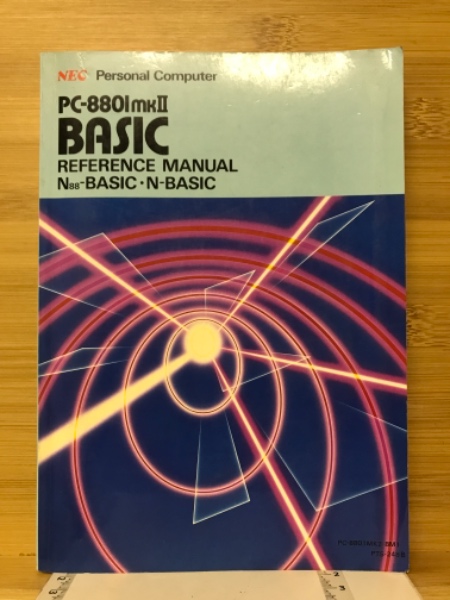 NEC Personal Computer
PC-8801mkII
BASIC
REFERENCE MANUAL
N88-BASIC・N-BASIC